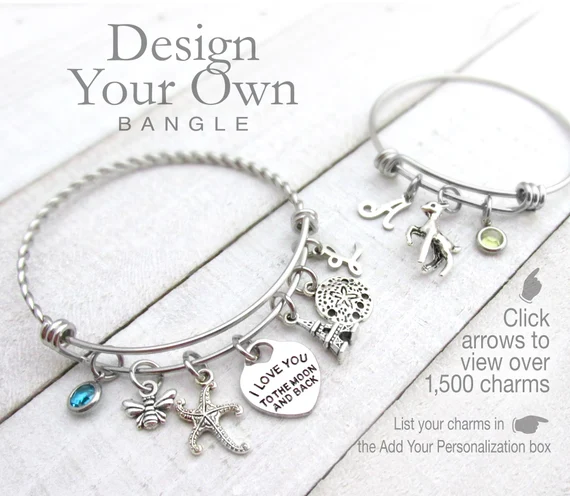 Design
Your Own
BANGLE
A
I LOVE YOU
TO THE MOON
AND BACK
Click
arrows to
view over
1,500 charms
List your charms in
the Add Your Personalization box